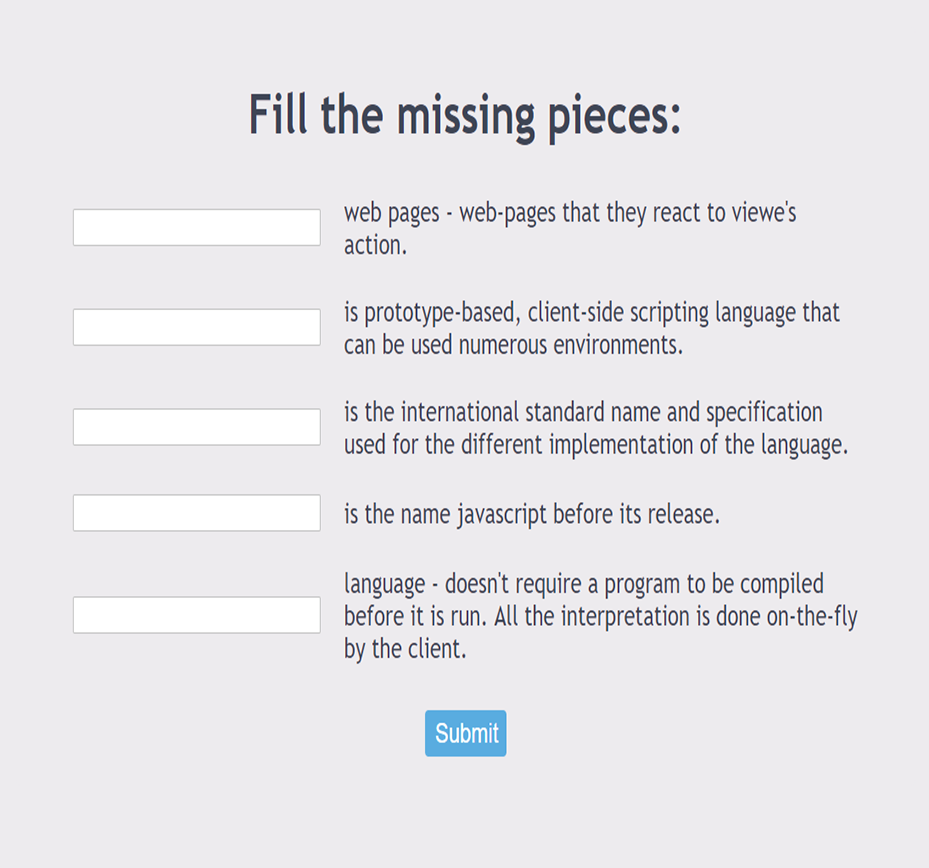 Fill the missing pieces:
web pages - web-pages that they react to viewe's
action.
is prototype-based, client-side scripting language that
can be used numerous environments.
is the international standard name and specification
used for the different implementation of the language.
is the name javascript before its release.
language - doesn't require a program to be compiled
before it is run. All the interpretation is done on-the-fly
by the client.
Submit